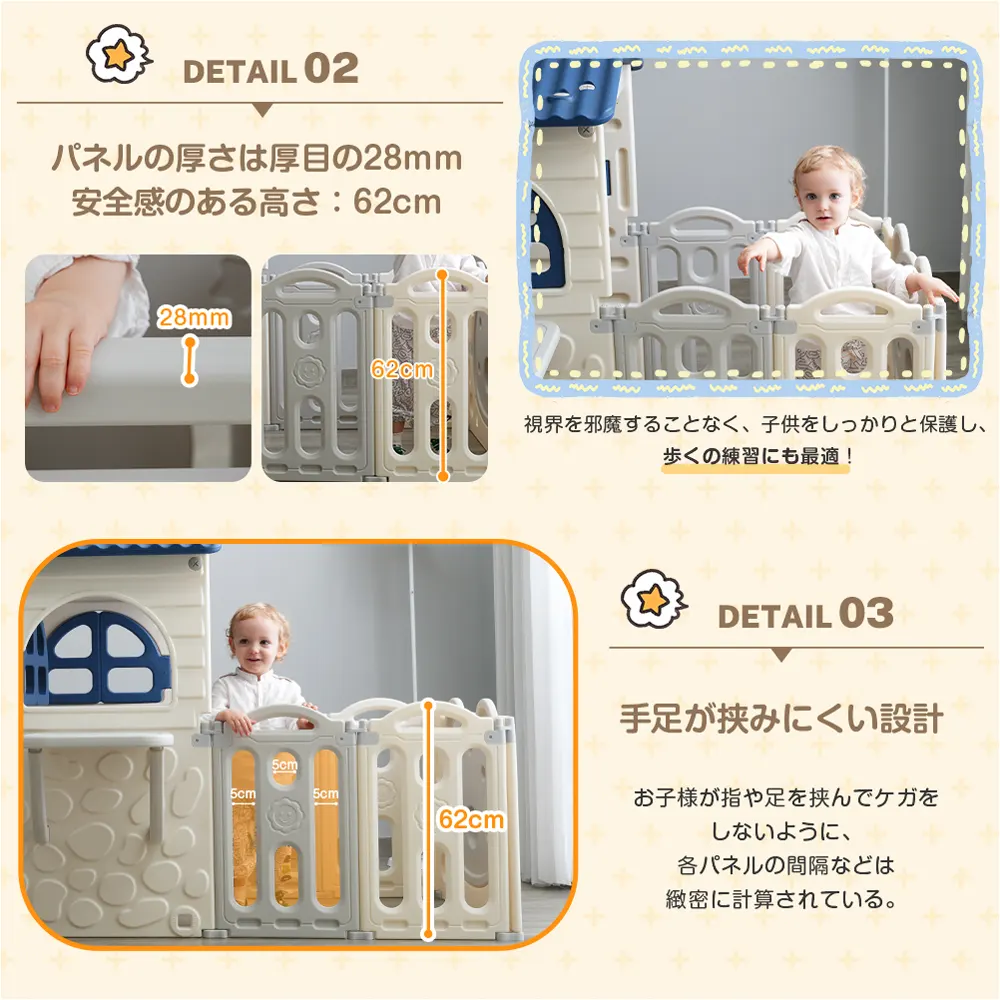 DETAIL 02
パネルの厚さは厚目の28mm
安全感のある高さ：62cm
28mm
62cm
視界を邪魔することなく、子供をしっかりと保護し、
歩くの練習にも最適！
DETAIL 03
手足が挟みにくい設計
お子様が指や足を挟んでケガを
しないように、
各パネルの間隔などは
緻密に計算されている。
5cm
5cm
5cm
62cm